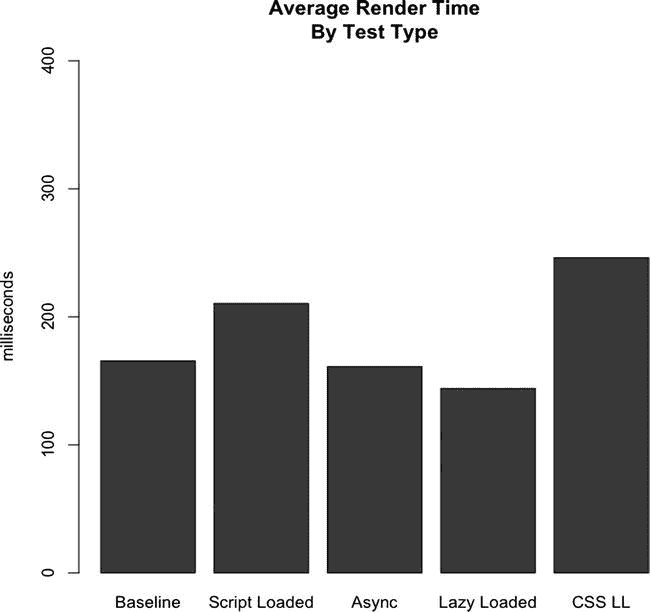 Average Render Time
By Test Type
milliseconds
400
300
200
100
0
Baseline
Script Loaded
Async
Lazy Loaded
CSS LL